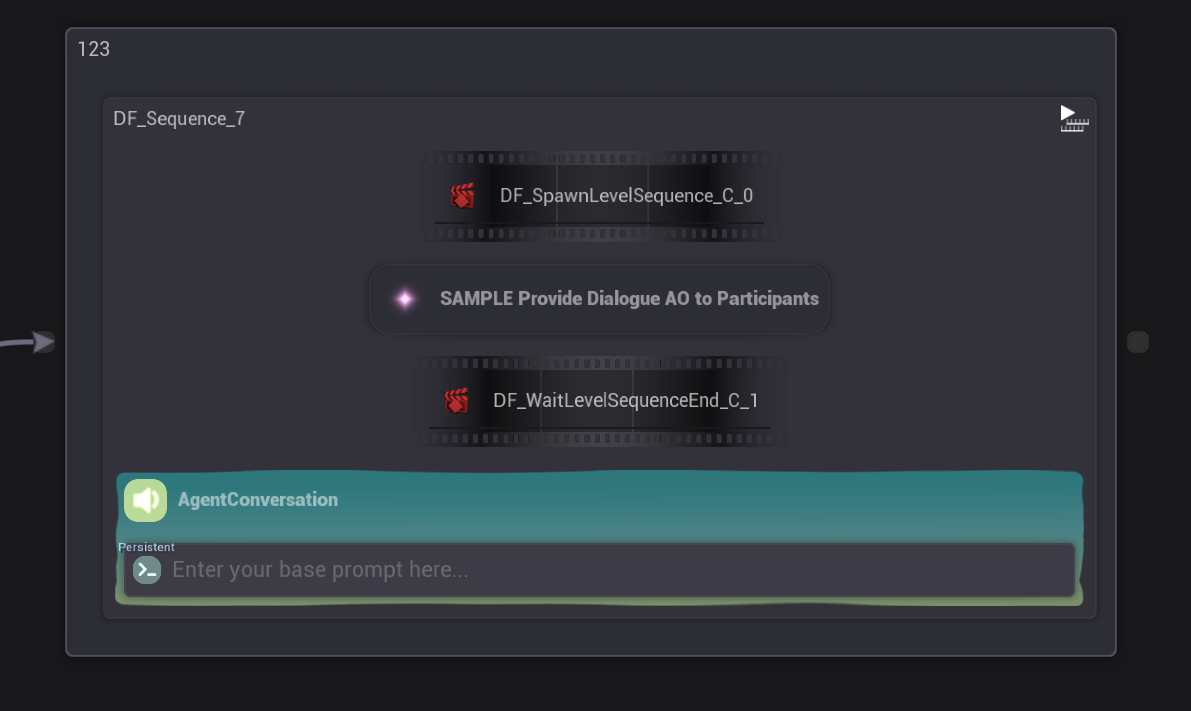 123
DF_Sequence_7
DF_SpawnLevelSequence_C_0
SAMPLE Provide Dialogue AO to Participants
DF_WaitLevelSequenceEnd_C_1
AgentConversation
Persistent
Enter your base prompt here...